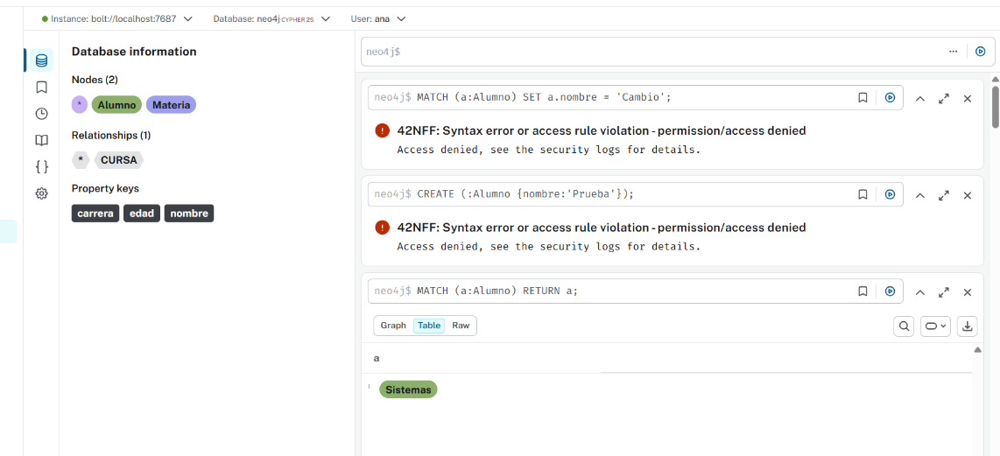 Instance: bolt://localhost:7687 Database: neo4j CYPHER 25 User: ana
Database information
Nodes (2)
* Alumno Materia
Relationships (1)
* CURSA
Property keys
carrera edad nombre
neo4j$
neo4j$ MATCH (a:Alumno) SET a.nombre = 'Cambio';
42NFF: Syntax error or access rule violation - permission/access denied
Access denied, see the security logs for details.
neo4j$ CREATE (:Alumno {nombre:'Prueba'});
42NFF: Syntax error or access rule violation - permission/access denied
Access denied, see the security logs for details.
neo4j$ MATCH (a:Alumno) RETURN a;
Graph Table Raw
a
1 Sistemas